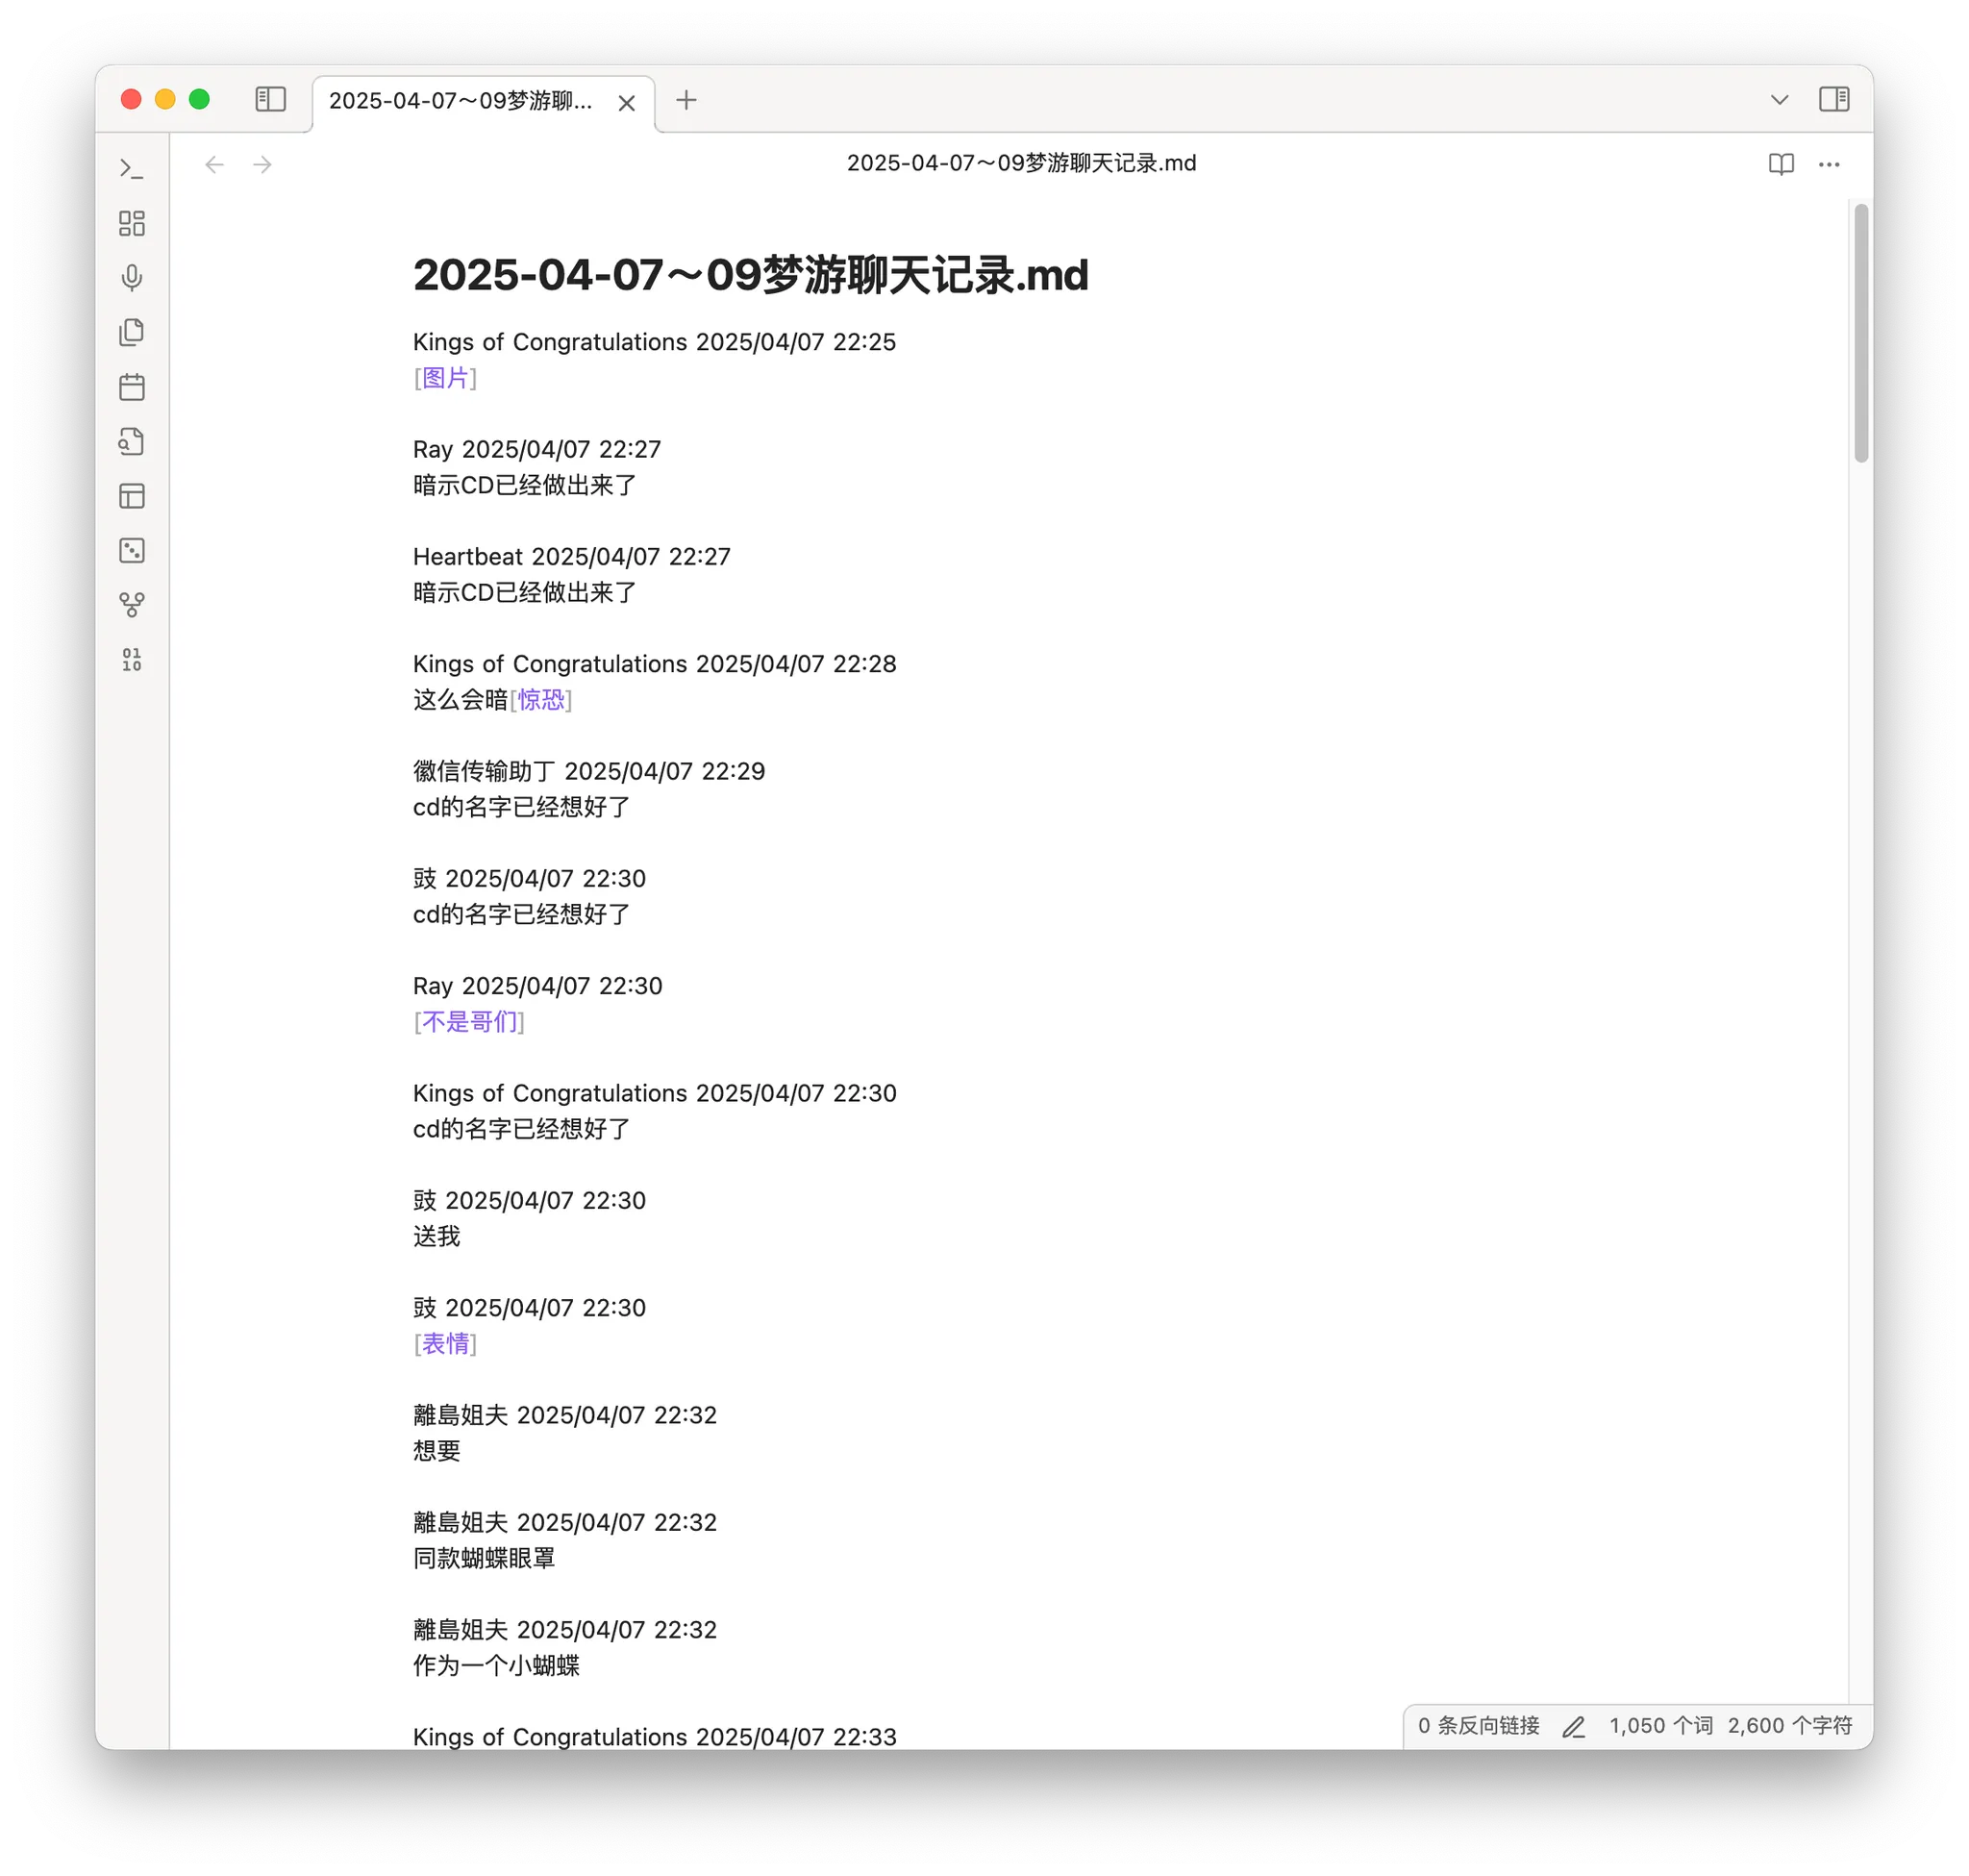 2025-04-07～09梦游聊...
2025-04-07～09梦游聊天记录.md
2025-04-07～09梦游聊天记录.md
Kings of Congratulations 2025/04/07 22:25
[图片]
Ray 2025/04/07 22:27
暗示CD已经做出来了
Heartbeat 2025/04/07 22:27
暗示CD已经做出来了
Kings of Congratulations 2025/04/07 22:28
这么会暗[惊恐]
徽信传输助丁 2025/04/07 22:29
cd的名字已经想好了
豉 2025/04/07 22:30
cd的名字已经想好了
Ray 2025/04/07 22:30
[不是哥们]
Kings of Congratulations 2025/04/07 22:30
cd的名字已经想好了
豉 2025/04/07 22:30
送我
豉 2025/04/07 22:30
[表情]
離島姐夫 2025/04/07 22:32
想要
離島姐夫 2025/04/07 22:32
同款蝴蝶眼罩
離島姐夫 2025/04/07 22:32
作为一个小蝴蝶
Kings of Congratulations 2025/04/07 22:33
0 条反向链接 1,050 个词 2,600 个字符